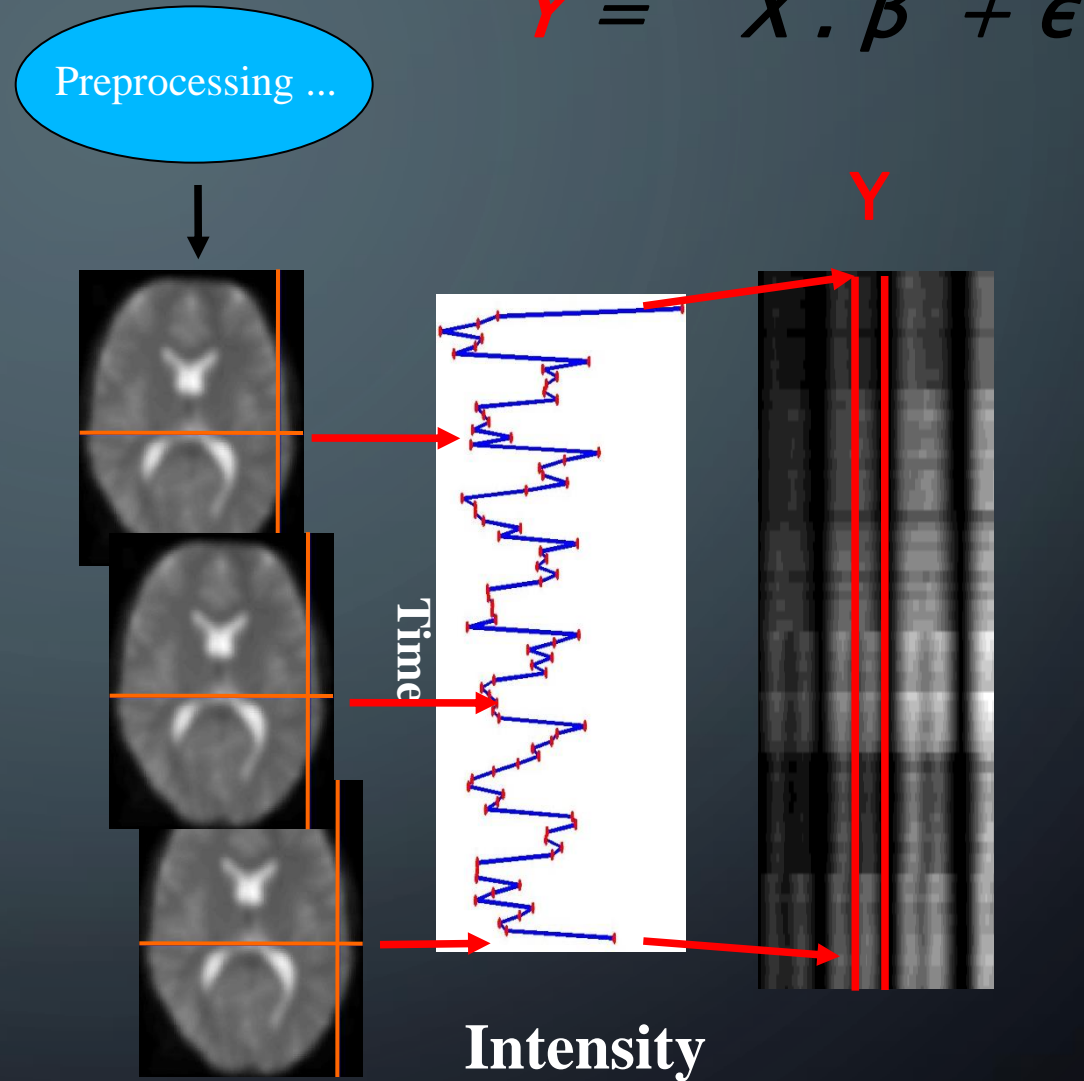 Y = X . β + ϵ
Preprocessing ...
Y
Time
Intensity